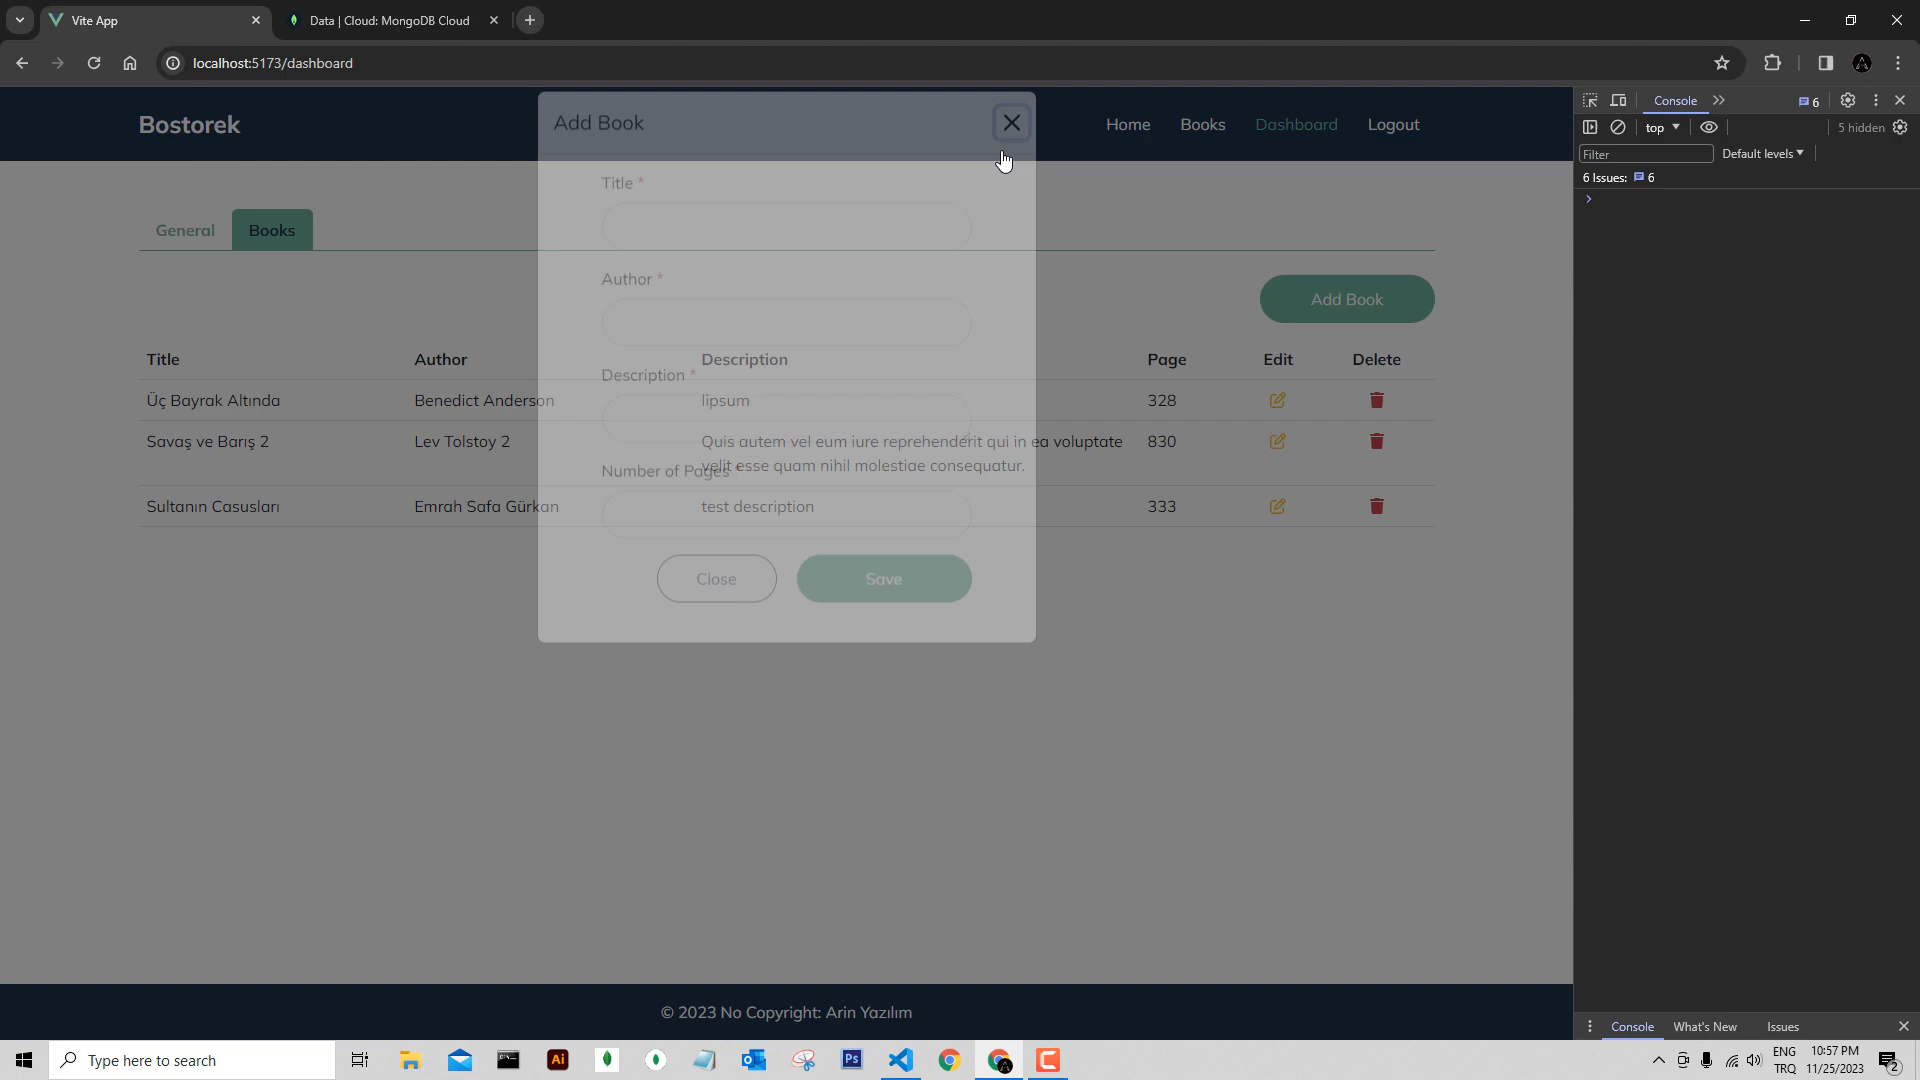 Vite App
Data | Cloud: MongoDB Cloud
localhost:5173/dashboard
Bostorek
Home
Books
Dashboard
Logout
Add Book
General
Books
Title *
Author *
Description *
Number of Pages *
Close
Save
Add Book
Title
Author
Description
Page
Edit
Delete
Üç Bayrak Altında
Benedict Anderson
lipsum
328
Savaş ve Barış 2
Lev Tolstoy 2
Quis autem vel eum iure reprehenderit qui in ea voluptate
velit esse quam nihil molestiae consequatur.
830
Sultanın Casusları
Emrah Safa Gürkan
test description
333
© 2023 No Copyright: Arin Yazılım
Console
6
top
5 hidden
Filter
Default levels
6 Issues:
6
Console
What's New
Issues
Type here to search
Ai
Ps
ENG
TRQ
10:57 PM
11/25/2023
2